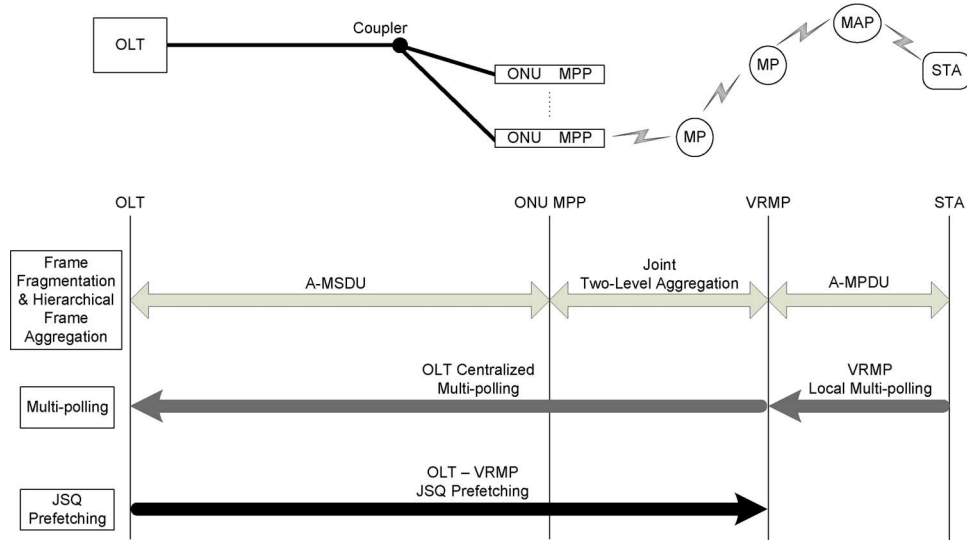 OLT
Coupler
ONU MPP
ONU MPP
MP
MP
MAP
STA
OLT
ONU MPP
VRMP
STA
Frame
Fragmentation
& Hierarchical
Frame
Aggregation
A-MSDU
Joint
Two-Level Aggregation
A-MPDU
Multi-polling
OLT Centralized
Multi-polling
VRMP
Local Multi-polling
JSQ
Prefetching
OLT – VRMP
JSQ Prefetching